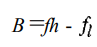 B = fh - fl